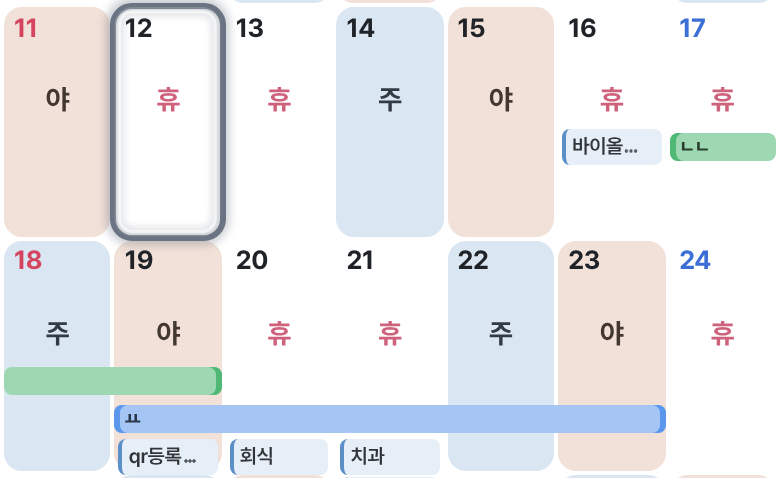 11 12 13 14 15 16 17
야 휴 휴 주 야 휴 휴
바이올... ㄴㄴ
18 19 20 21 22 23 24
주 야 휴 휴 주 야 휴
ㅛ
qr등록... 회식 치과